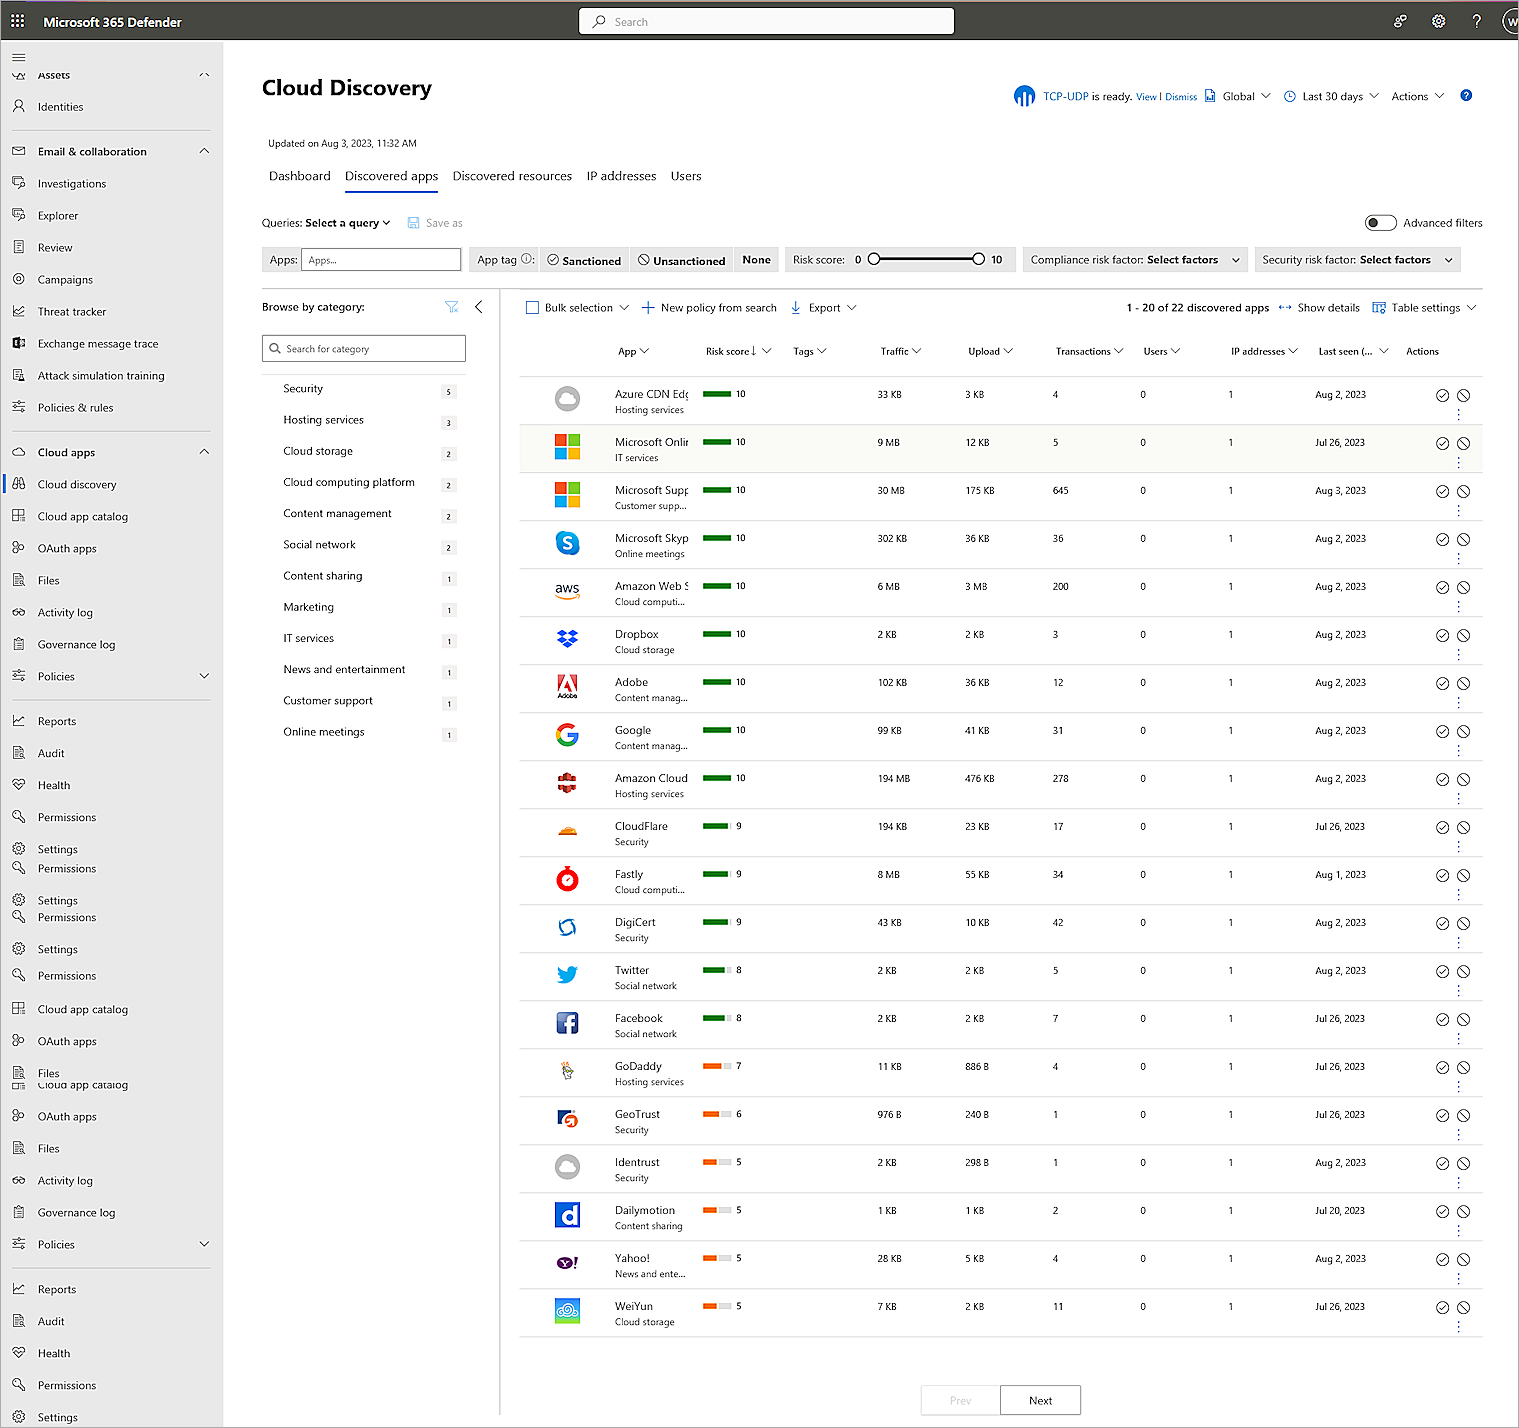 Microsoft 365 Defender
Search
W
Assets
Identities
Email & collaboration
Investigations
Explorer
Review
Campaigns
Threat tracker
Exchange message trace
Attack simulation training
Policies & rules
Cloud apps
Cloud discovery
Cloud app catalog
OAuth apps
Files
Activity log
Governance log
Policies
Reports
Audit
Health
Permissions
Settings
Permissions
Settings
Permissions
Settings
Permissions
Cloud app catalog
OAuth apps
Files
Cloud app catalog
OAuth apps
Files
Activity log
Governance log
Policies
Reports
Audit
Health
Permissions
Settings
Cloud Discovery
TCP-UDP is ready. View | Dismiss Global Last 30 days Actions ?
Updated on Aug 3, 2023, 11:32 AM
Dashboard Discovered apps Discovered resources IP addresses Users
Queries: Select a query Save as Advanced filters
Apps: Apps... App tag: Sanctioned Unsanctioned None Risk score: 0 10 Compliance risk factor: Select factors Security risk factor: Select factors
Browse by category:
Search for category
Security 5
Hosting services 3
Cloud storage 2
Cloud computing platform 2
Content management 2
Social network 2
Content sharing 1
Marketing 1
IT services 1
News and entertainment 1
Customer support 1
Online meetings 1
Bulk selection New policy from search Export 1 - 20 of 22 discovered apps Show details Table settings
App Risk score Tags Traffic Upload Transactions Users IP addresses Last seen (... Actions
Azure CDN Edg 10 33 KB 3 KB 4 0 1 Aug 2, 2023
Hosting services
Microsoft Onlin 10 9 MB 12 KB 5 0 1 Jul 26, 2023
IT services
Microsoft Supp 10 30 MB 175 KB 645 0 1 Aug 3, 2023
Customer supp...
S Microsoft Skyp 10 302 KB 36 KB 36 0 1 Aug 2, 2023
Online meetings
aws Amazon Web S 10 6 MB 3 MB 200 0 1 Aug 2, 2023
Cloud computi...
Dropbox 10 2 KB 2 KB 3 0 1 Aug 2, 2023
Cloud storage
Adobe Adobe 10 102 KB 36 KB 12 0 1 Aug 2, 2023
Content manag...
G Google 10 99 KB 41 KB 31 0 1 Aug 2, 2023
Content manag...
Amazon Cloud 10 194 MB 476 KB 278 0 1 Aug 2, 2023
Hosting services
CloudFlare 9 194 KB 23 KB 17 0 1 Jul 26, 2023
Security
Fastly 9 8 MB 55 KB 34 0 1 Aug 1, 2023
Cloud computi...
DigiCert 9 43 KB 10 KB 42 0 1 Aug 2, 2023
Security
Twitter 8 2 KB 2 KB 5 0 1 Aug 2, 2023
Social network
f Facebook 8 2 KB 2 KB 7 0 1 Jul 26, 2023
Social network
GoDaddy 7 11 KB 886 B 4 0 1 Jul 26, 2023
Hosting services
GeoTrust 6 976 B 240 B 1 0 1 Jul 26, 2023
Security
Identrust 5 2 KB 298 B 1 0 1 Aug 2, 2023
Security
d Dailymotion 5 1 KB 1 KB 2 0 1 Jul 20, 2023
Content sharing
Y! Yahoo! 5 28 KB 5 KB 4 0 1 Aug 2, 2023
News and ente...
WeiYun 5 7 KB 2 KB 11 0 1 Jul 26, 2023
Cloud storage
Prev Next